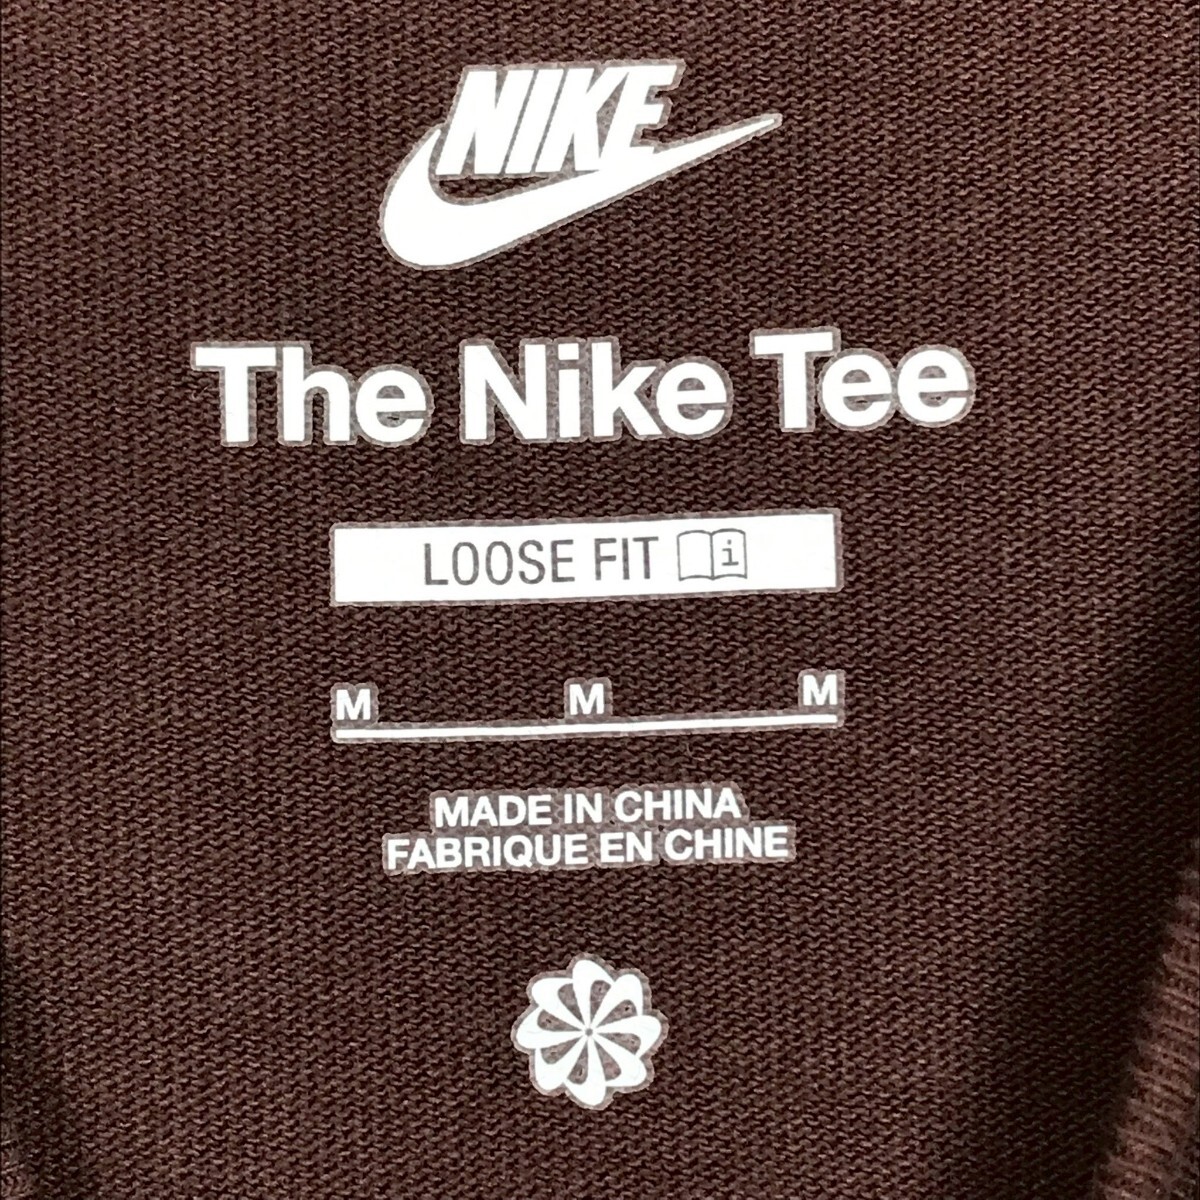 NIKE
The Nike Tee
LOOSE FIT i
M M M
MADE IN CHINA
FABRIQUE EN CHINE